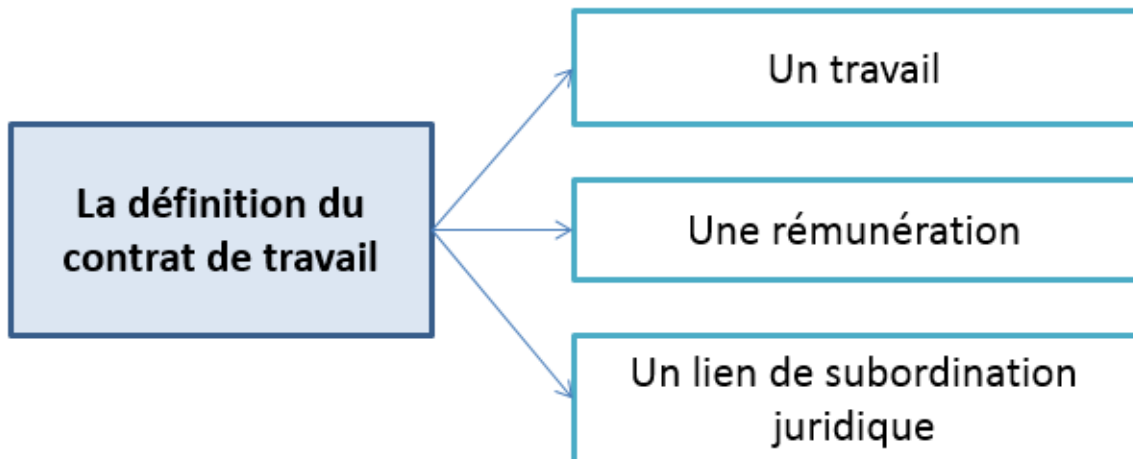 La définition du
contrat de travail
Un travail
Une rémunération
Un lien de subordination
juridique